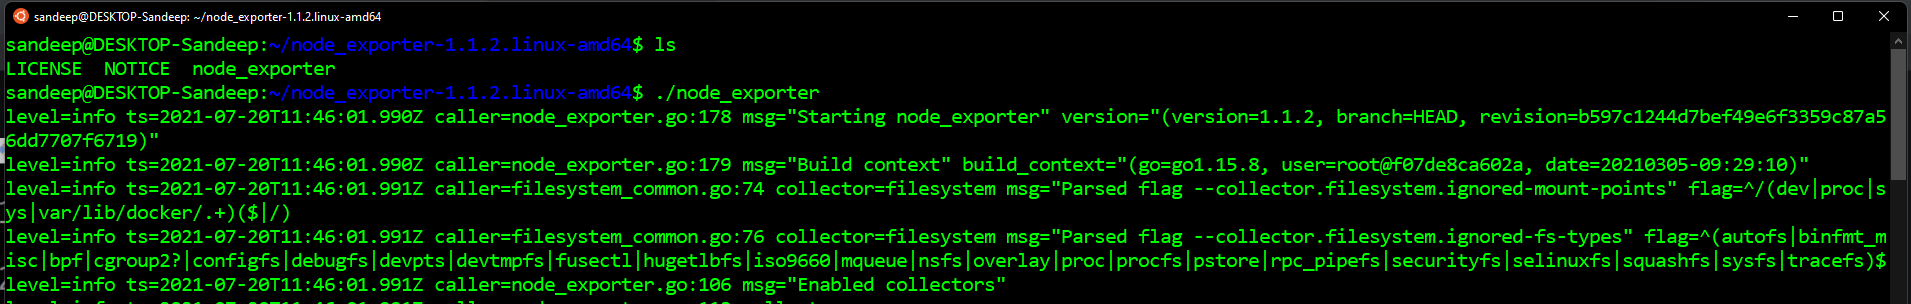 sandeep@DESKTOP-Sandeep: ~/node_exporter-1.1.2.linux-amd64
sandeep@DESKTOP-Sandeep:~/node_exporter-1.1.2.linux-amd64$ ls
LICENSE  NOTICE  node_exporter
sandeep@DESKTOP-Sandeep:~/node_exporter-1.1.2.linux-amd64$ ./node_exporter
level=info ts=2021-07-20T11:46:01.990Z caller=node_exporter.go:178 msg="Starting node_exporter" version="(version=1.1.2, branch=HEAD, revision=b597c1244d7bef49e6f3359c87a5
6dd7707f6719)"
level=info ts=2021-07-20T11:46:01.990Z caller=node_exporter.go:179 msg="Build context" build_context="(go=go1.15.8, user=root@f07de8ca602a, date=20210305-09:29:10)"
level=info ts=2021-07-20T11:46:01.991Z caller=filesystem_common.go:74 collector=filesystem msg="Parsed flag --collector.filesystem.ignored-mount-points" flag=^/(dev|proc|s
ys|var/lib/docker/.+)($|/)
level=info ts=2021-07-20T11:46:01.991Z caller=filesystem_common.go:76 collector=filesystem msg="Parsed flag --collector.filesystem.ignored-fs-types" flag=^(autofs|binfmt_m
isc|bpf|cgroup2?|configfs|debugfs|devpts|devtmpfs|fusectl|hugetlbfs|iso9660|mqueue|nsfs|overlay|proc|procfs|pstore|rpc_pipefs|securityfs|selinuxfs|squashfs|sysfs|tracefs)$
level=info ts=2021-07-20T11:46:01.991Z caller=node_exporter.go:106 msg="Enabled collectors"